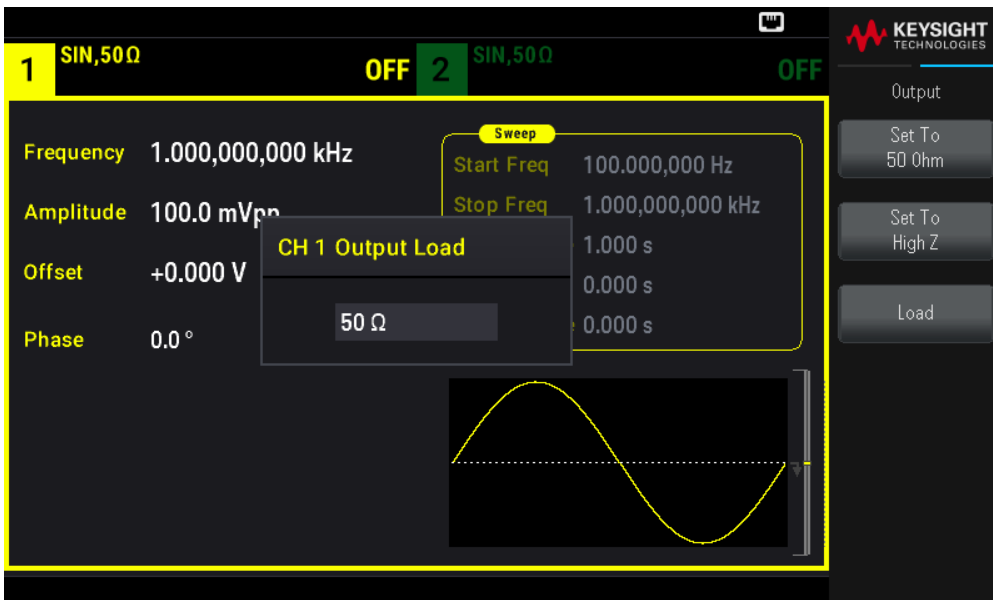 KEYSIGHT
TECHNOLOGIES
1 SIN,50Ω OFF
2 SIN,50Ω OFF
Output
Set To
50 Ohm
Set To
High Z
Load
Frequency 1.000,000,000 kHz
Amplitude 100.0 mVpp
Offset +0.000 V
Phase 0.0 °
Sweep
Start Freq 100.000,000 Hz
Stop Freq 1.000,000,000 kHz
1.000 s
0.000 s
0.000 s
CH 1 Output Load
50 Ω